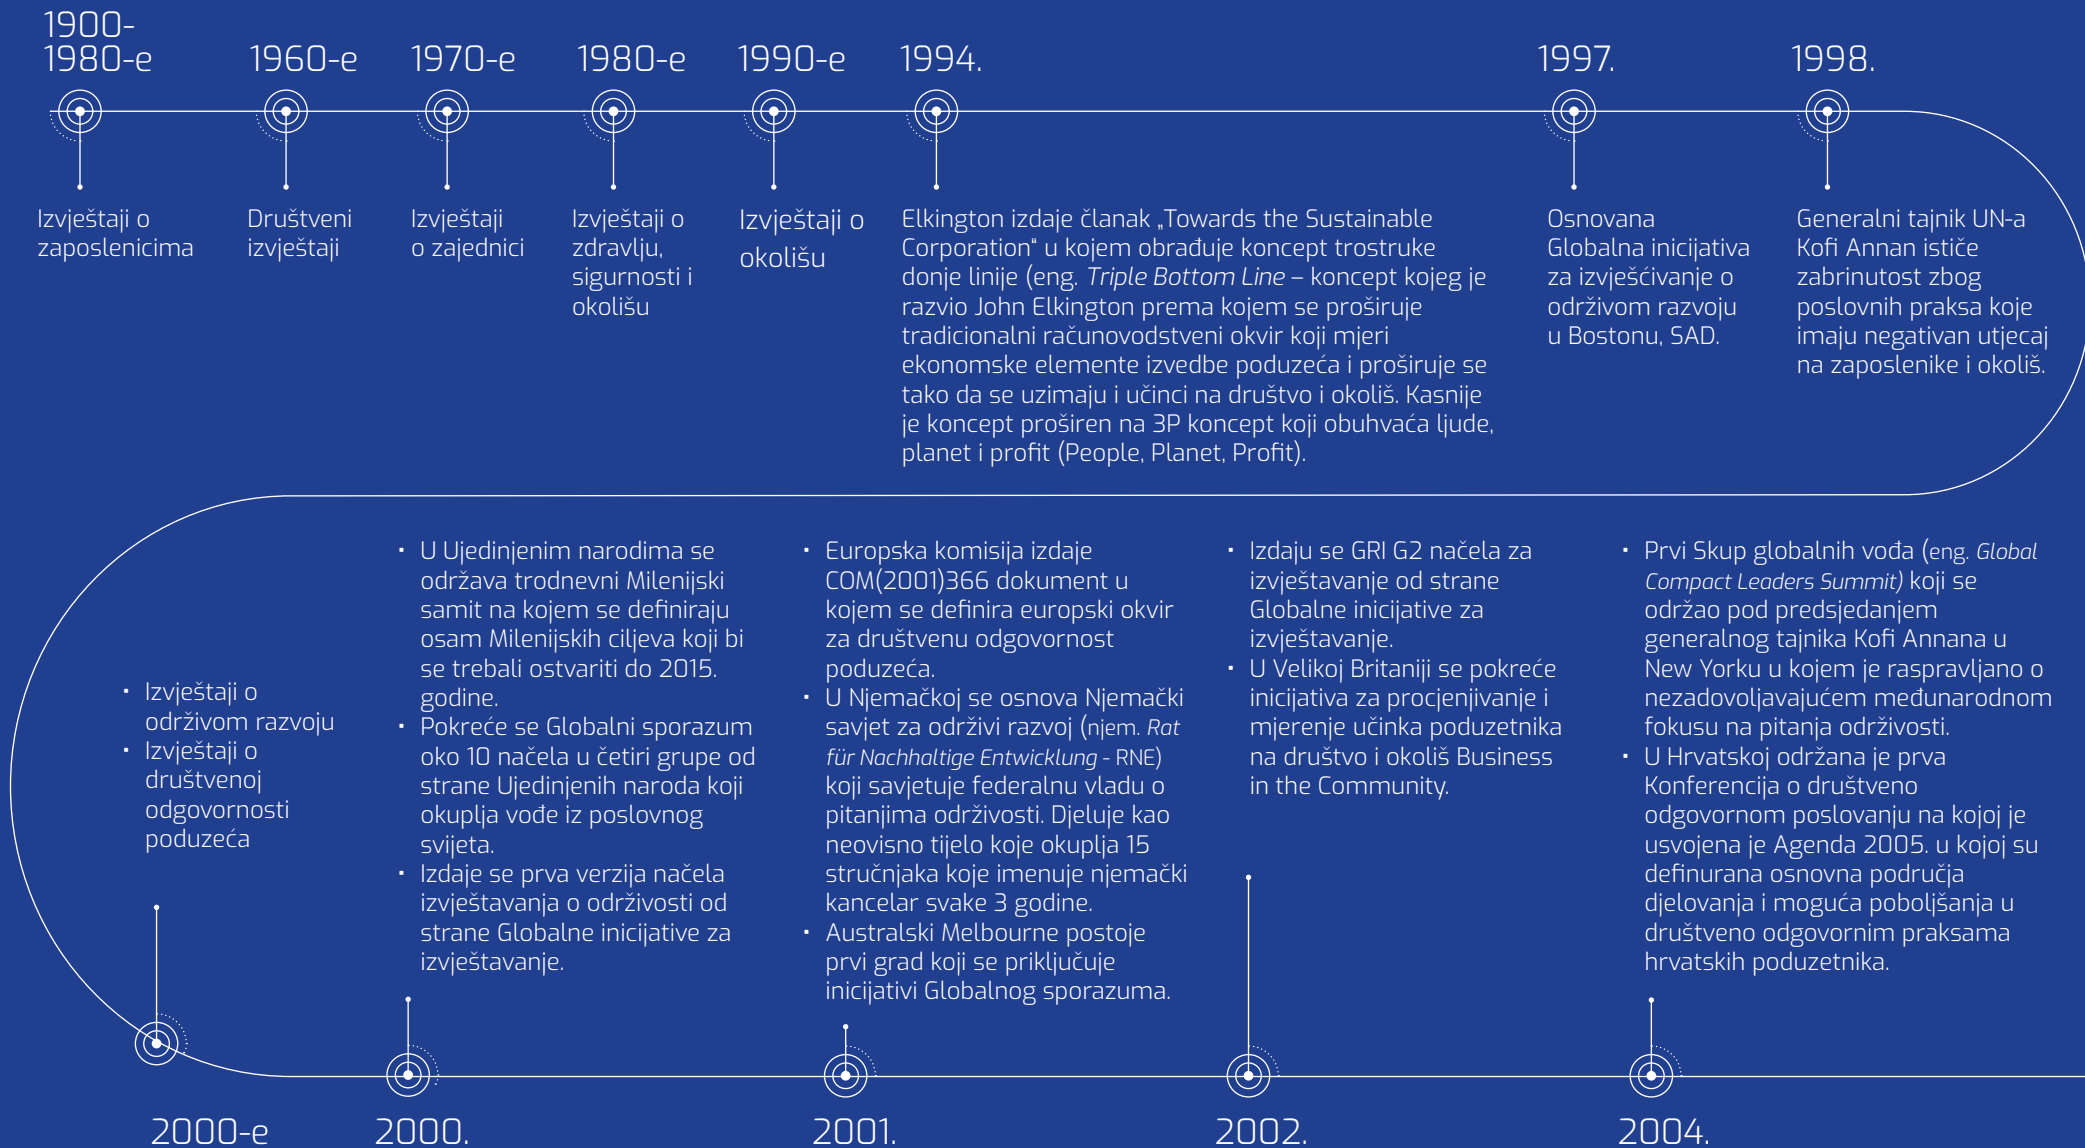 1900-
1980-e
Izvještaji o
zaposlenicima
1960-e
Društveni
izvještaji
1970-e
Izvještaji
o zajednici
1980-e
Izvještaji o
zdravlju,
sigurnosti i
okolišu
1990-e
Izvještaji o
okolišu
1994.
Elkington izdaje članak „Towards the Sustainable
Corporation“ u kojem obrađuje koncept trostruke
donje linije (eng. Triple Bottom Line – koncept kojeg je
razvio John Elkington prema kojem se proširuje
tradicionalni računovodstveni okvir koji mjeri
ekonomske elemente izvedbe poduzeća i proširuje se
tako da se uzimaju i učinci na društvo i okoliš. Kasnije
je koncept proširen na 3P koncept koji obuhvaća ljude,
planet i profit (People, Planet, Profit).
1997.
Osnovana
Globalna inicijativa
za izvješćivanje o
održivom razvoju
u Bostonu, SAD.
1998.
Generalni tajnik UN-a
Kofi Annan ističe
zabrinutost zbog
poslovnih praksa koje
imaju negativan utjecaj
na zaposlenike i okoliš.
• Izvještaji o
održivom razvoju
• Izvještaji o
društvenoj
odgovornosti
poduzeća
2000-e
• U Ujedinjenim narodima se
održava trodnevni Milenijski
samit na kojem se definiraju
osam Milenijskih ciljeva koji bi
se trebali ostvariti do 2015.
godine.
• Pokreće se Globalni sporazum
oko 10 načela u četiri grupe od
strane Ujedinjenih naroda koji
okuplja vođe iz poslovnog
svijeta.
• Izdaje se prva verzija načela
izvještavanja o održivosti od
strane Globalne inicijative za
izvještavanje.
2000.
• Europska komisija izdaje
COM(2001)366 dokument u
kojem se definira europski okvir
za društvenu odgovornost
poduzeća.
• U Njemačkoj se osnova Njemački
savjet za održivi razvoj (njem. Rat
für Nachhaltige Entwicklung - RNE)
koji savjetuje federalnu vladu o
pitanjima održivosti. Djeluje kao
neovisno tijelo koje okuplja 15
stručnjaka koje imenuje njemački
kancelar svake 3 godine.
• Australski Melbourne postoje
prvi grad koji se priključuje
inicijativi Globalnog sporazuma.
2001.
• Izdaju se GRI G2 načela za
izvještavanje od strane
Globalne inicijative za
izvještavanje.
• U Velikoj Britaniji se pokreće
inicijativa za procjenjivanje i
mjerenje učinka poduzetnika
na društvo i okoliš Business
in the Community.
2002.
• Prvi Skup globalnih vođa (eng. Global
Compact Leaders Summit) koji se
održao pod predsjedanjem
generalnog tajnika Kofi Annana u
New Yorku u kojem je raspravljano o
nezadovoljavajućem međunarodnom
fokusu na pitanja održivosti.
• U Hrvatskoj održana je prva
Konferencija o društveno
odgovornom poslovanju na kojoj je
usvojena je Agenda 2005. u kojoj su
definurana osnovna područja
djelovanja i moguća poboljšanja u
društveno odgovornim praksama
hrvatskih poduzetnika.
2004.